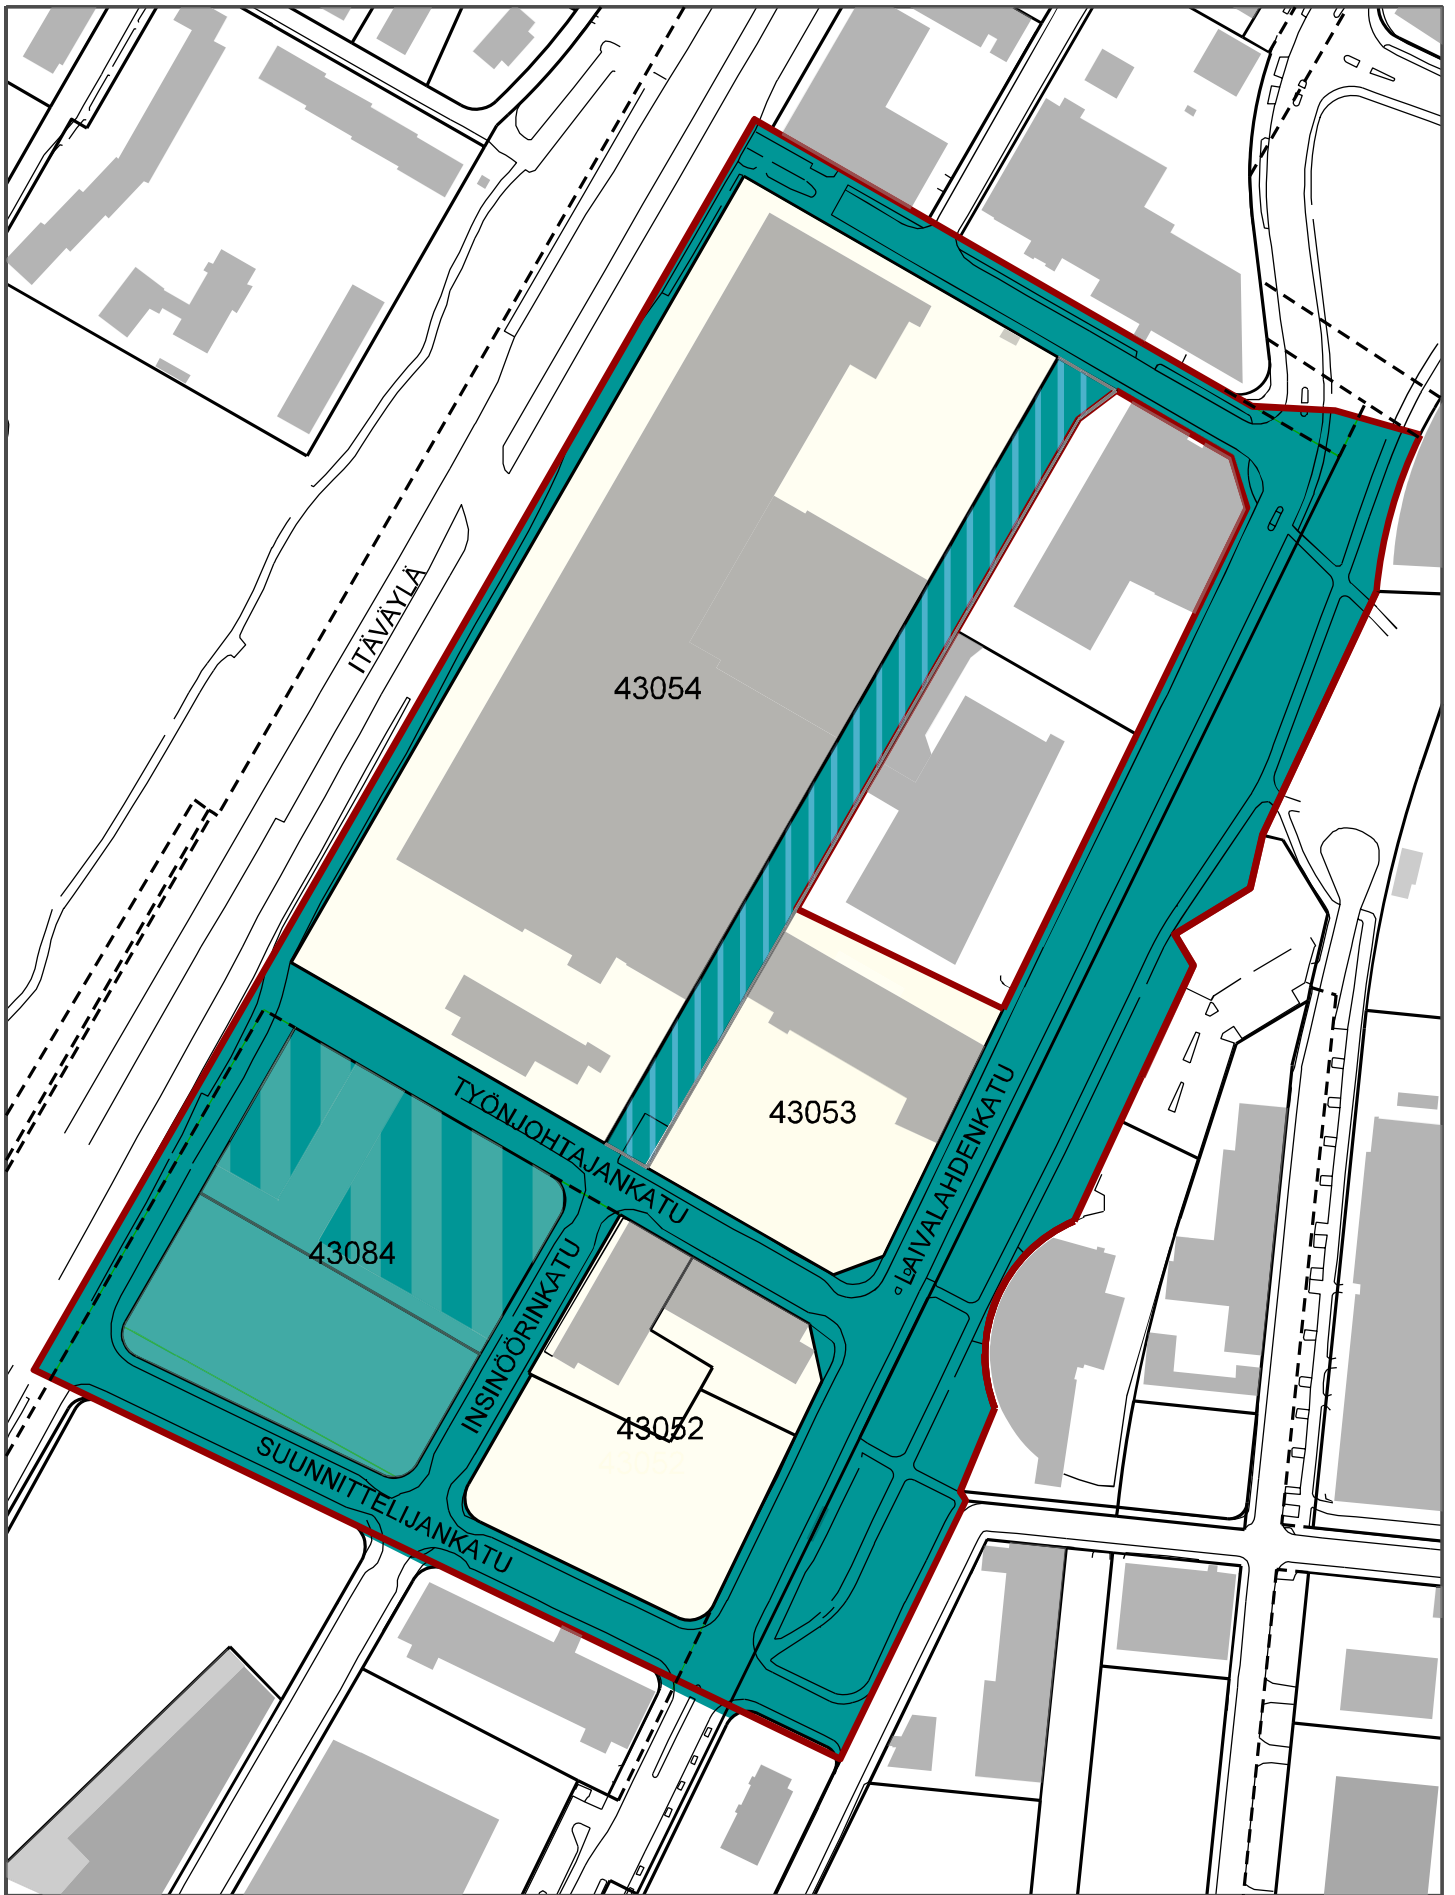 ITÄVÄYLÄ
43054
TYÖNJOHTAJANKATU
43053
LAIVALAHDENKATU
43084
INSINÖÖRINKATU
43052
SUUNNITTELIJANKATU